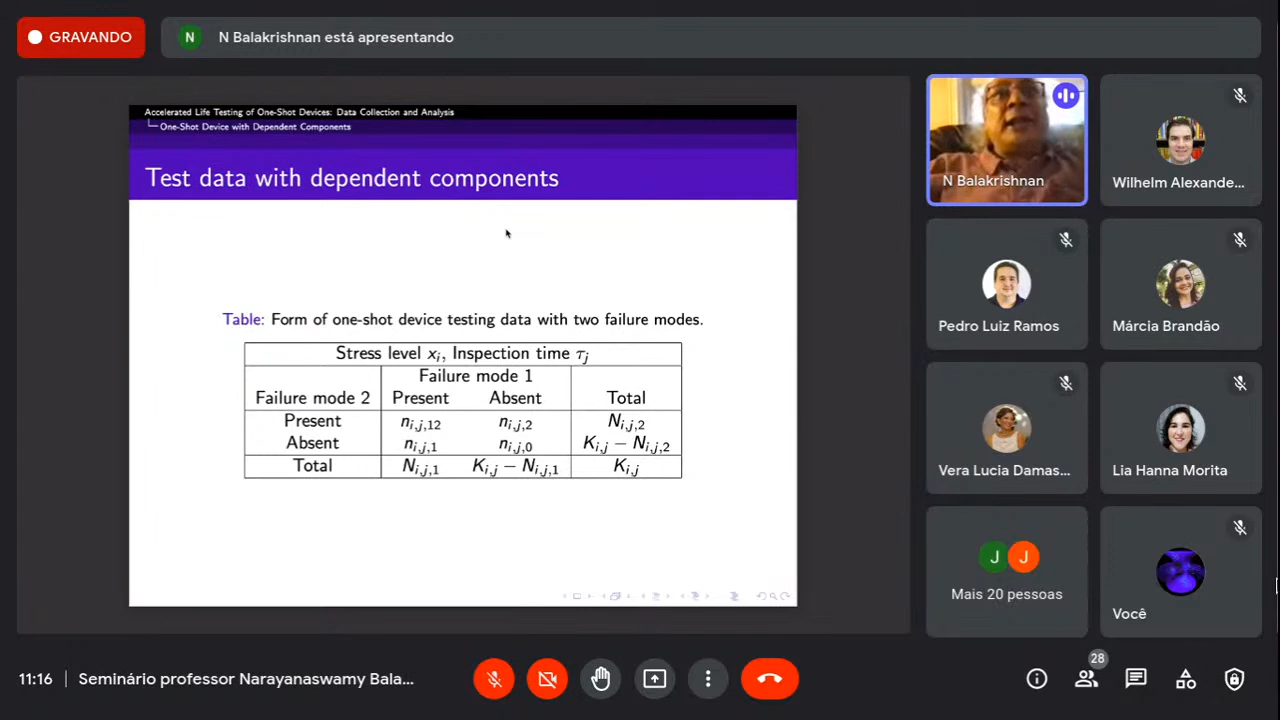 GRAVANDO
N
N Balakrishnan está apresentando
Accelerated Life Testing of One-Shot Devices: Data Collection and Analysis
One-Shot Device with Dependent Components
Test data with dependent components
Table: Form of one-shot device testing data with two failure modes.
Stress level xᵢ, Inspection time τⱼ
Failure mode 1
Failure mode 2 Present Absent Total
Present n_{i,j,12} n_{i,j,2} N_{i,j,2}
Absent n_{i,j,1} n_{i,j,0} K_{i,j} − N_{i,j,2}
Total N_{i,j,1} K_{i,j} − N_{i,j,1} K_{i,j}
N Balakrishnan
Wilhelm Alexande...
Pedro Luiz Ramos
Márcia Brandão
Vera Lucia Damas...
Lia Hanna Morita
J J
Mais 20 pessoas
Você
11:16 | Seminário professor Narayanaswamy Bala...
28